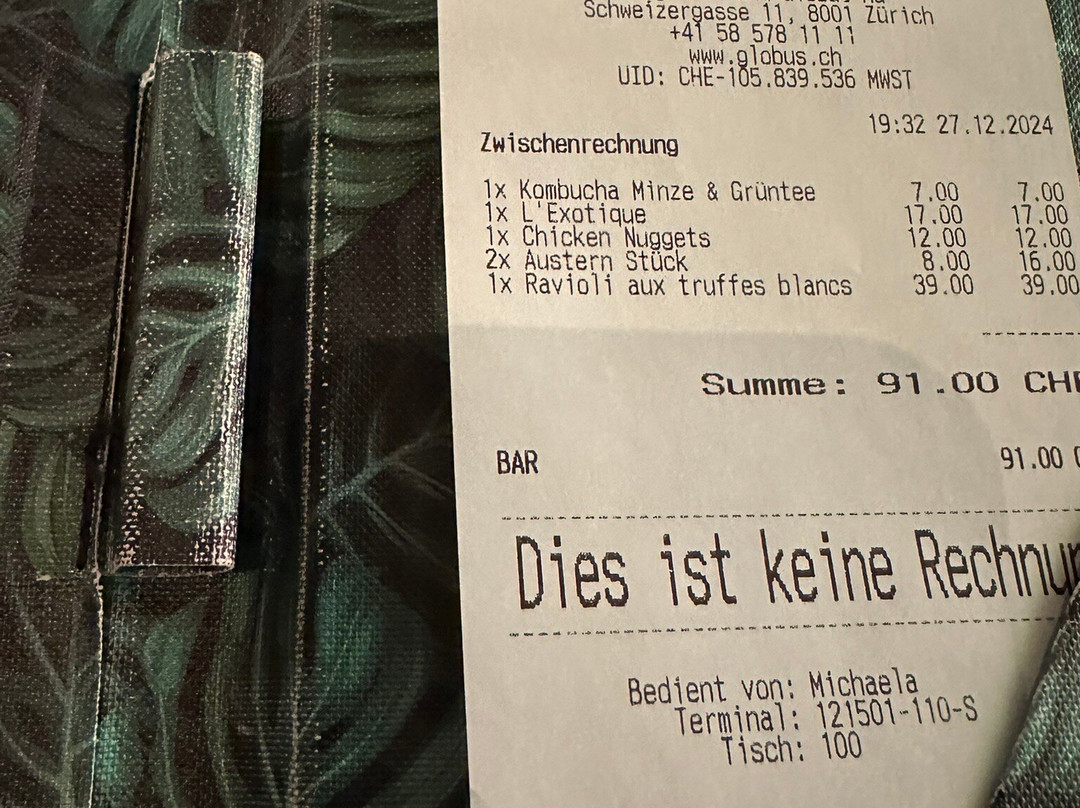 Schweizergasse 11, 8001 Zürich
+41 58 578 11 11
www.globus.ch
UID: CHE-105.839.536 MWST
19:32 27.12.2024
Zwischenrechnung
1x Kombucha Minze & Grüntee 7.00 7.00
1x L'Exotique 17.00 17.00
1x Chicken Nuggets 12.00 12.00
2x Austern Stück 8.00 16.00
1x Ravioli aux truffes blancs 39.00 39.00
Summe: 91.00 CHF
BAR 91.00
Dies ist keine Rechnu
Bedient von: Michaela
Terminal: 121501-110-S
Tisch: 100